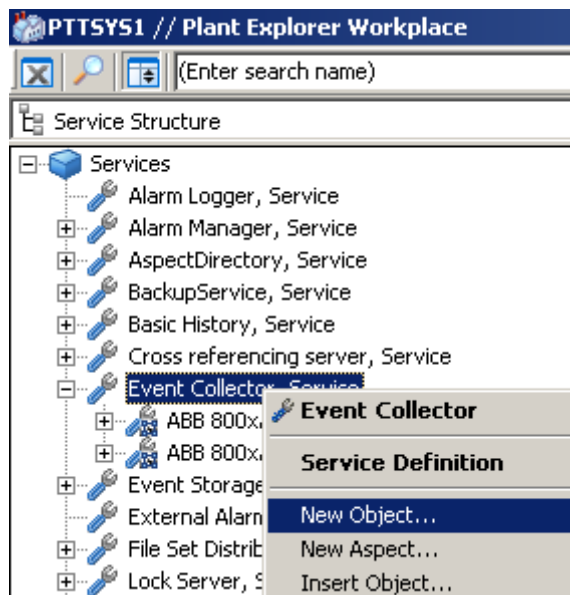 PTTSYS1 // Plant Explorer Workplace
(Enter search name)
Service Structure
Services
Alarm Logger, Service
Alarm Manager, Service
AspectDirectory, Service
BackupService, Service
Basic History, Service
Cross referencing server, Service
Event Collector, Service
Event Collector
ABB 800x
ABB 800x
Service Definition
Event Storage
External Alarm
New Object...
File Set Distrib
New Aspect...
Lock Server, S
Insert Object...